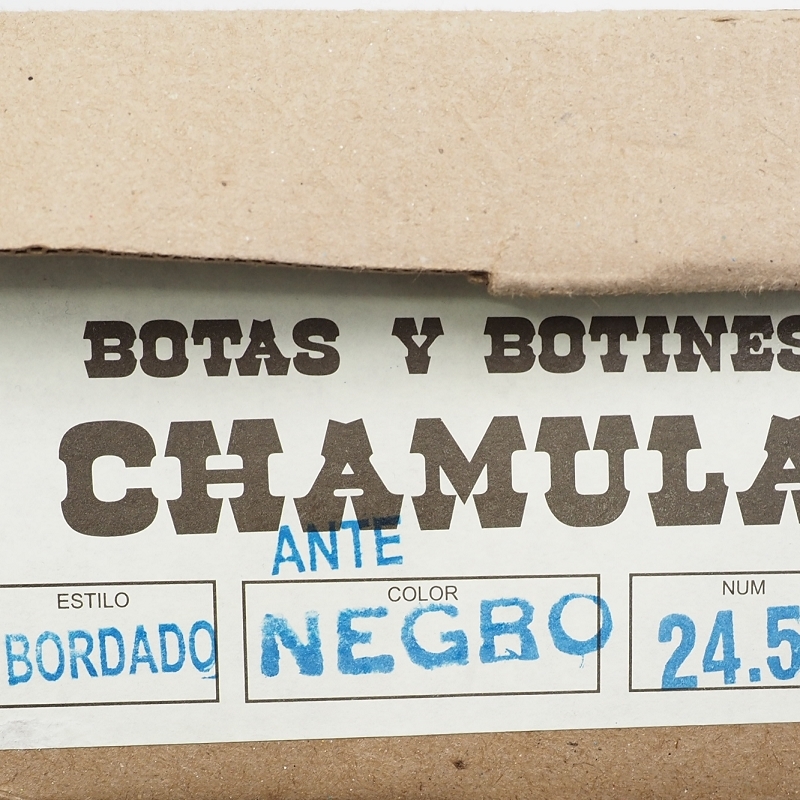 BOTAS Y BOTINES
CHAMULA
ANTE
ESTILO COLOR NUM
BORDADO NEGRO 24.5